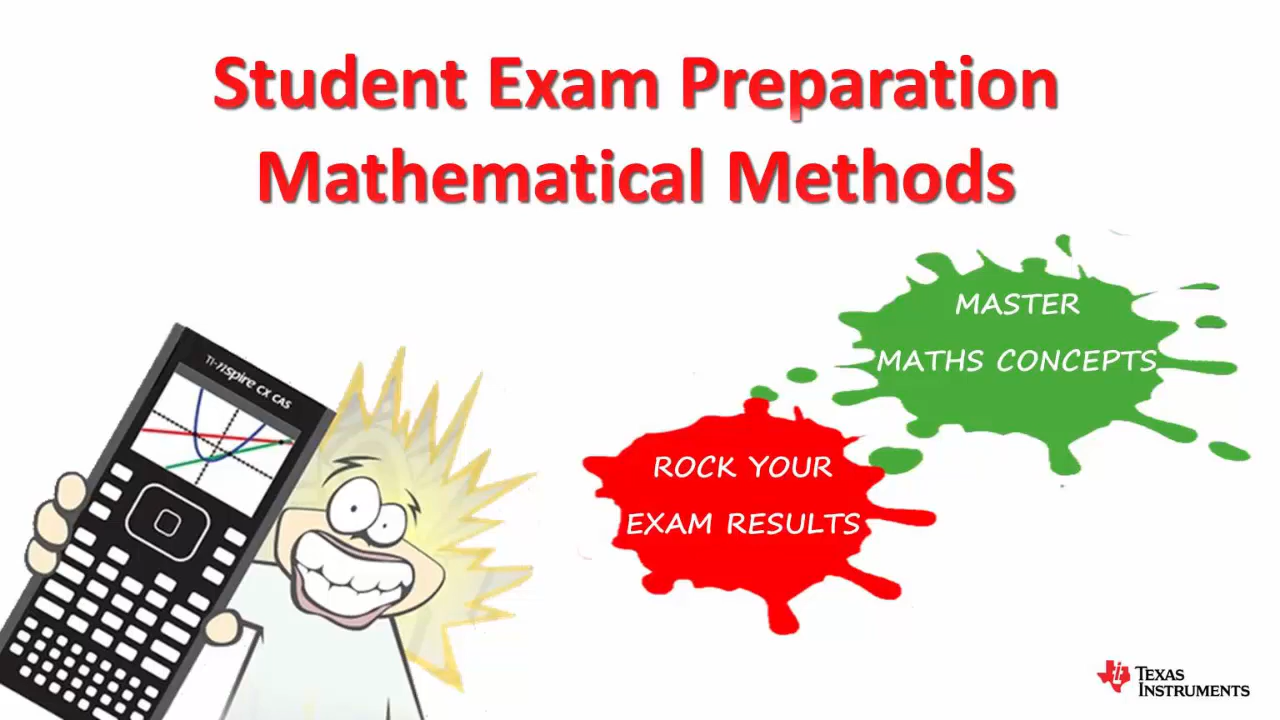 Student Exam Preparation
Mathematical Methods
MASTER
MATHS CONCEPTS
TI-nspire CX CAS
ROCK YOUR
EXAM RESULTS
TEXAS
INSTRUMENTS